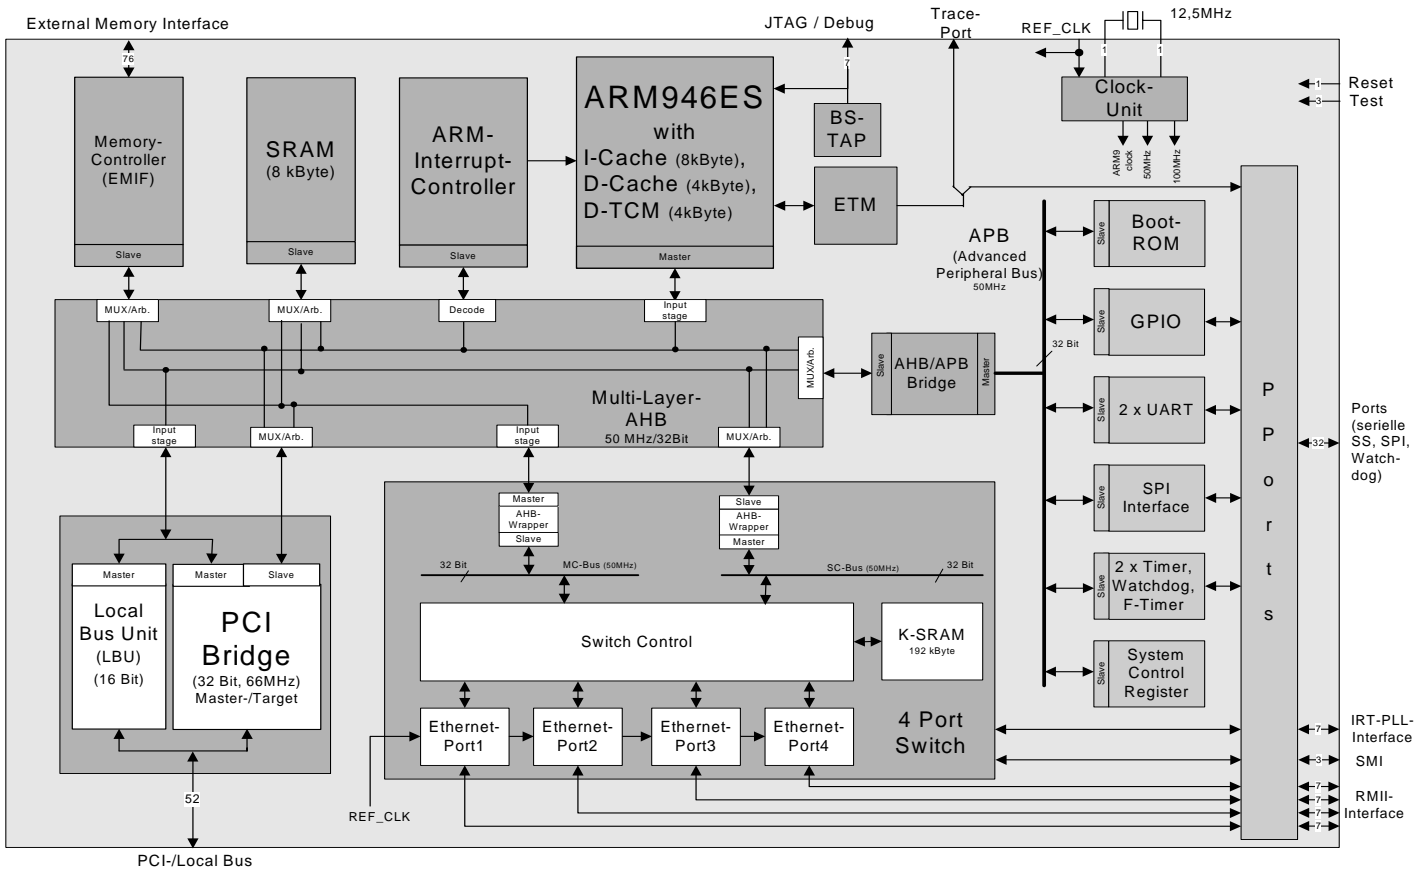 External Memory Interface
JTAG / Debug
Trace-
Port
REF_CLK
12,5MHz
76
7
1
1
Memory-
Controller
(EMIF)
Slave
SRAM
(8 kByte)
Slave
ARM-
Interrupt-
Controller
Slave
ARM946ES
with
I-Cache (8kByte),
D-Cache (4kByte),
D-TCM (4kByte)
Master
BS-
TAP
ETM
Clock-
Unit
ARM9
clock
50MHz
100MHz
1
Reset
3
Test
MUX/Arb.
MUX/Arb.
Decode
Input
stage
MUX/Arb.
Multi-Layer-
AHB
50 MHz/32Bit
Input
stage
MUX/Arb.
Input
stage
MUX/Arb.
Slave
AHB/APB
Bridge
Master
APB
(Advanced
Peripheral Bus)
50MHz
32 Bit
Slave
Boot-
ROM
Slave
GPIO
Slave
2 x UART
Slave
SPI
Interface
Slave
2 x Timer,
Watchdog,
F-Timer
Slave
System
Control
Register
P
P
o
r
t
s
32
Ports
(serielle
SS, SPI,
Watch-
dog)
Master
Master
Slave
Local
Bus Unit
(LBU)
(16 Bit)
PCI
Bridge
(32 Bit, 66MHz)
Master-/Target
52
PCI-/Local Bus
Master
AHB-
Wrapper
Slave
Slave
AHB-
Wrapper
Master
32 Bit
MC-Bus (50MHz)
SC-Bus (50MHz)
32 Bit
Switch Control
K-SRAM
192 kByte
Ethernet-
Port1
Ethernet-
Port2
Ethernet-
Port3
Ethernet-
Port4
4 Port
Switch
REF_CLK
7
IRT-PLL-
Interface
3
SMI
7
7
7
7
RMII-
Interface